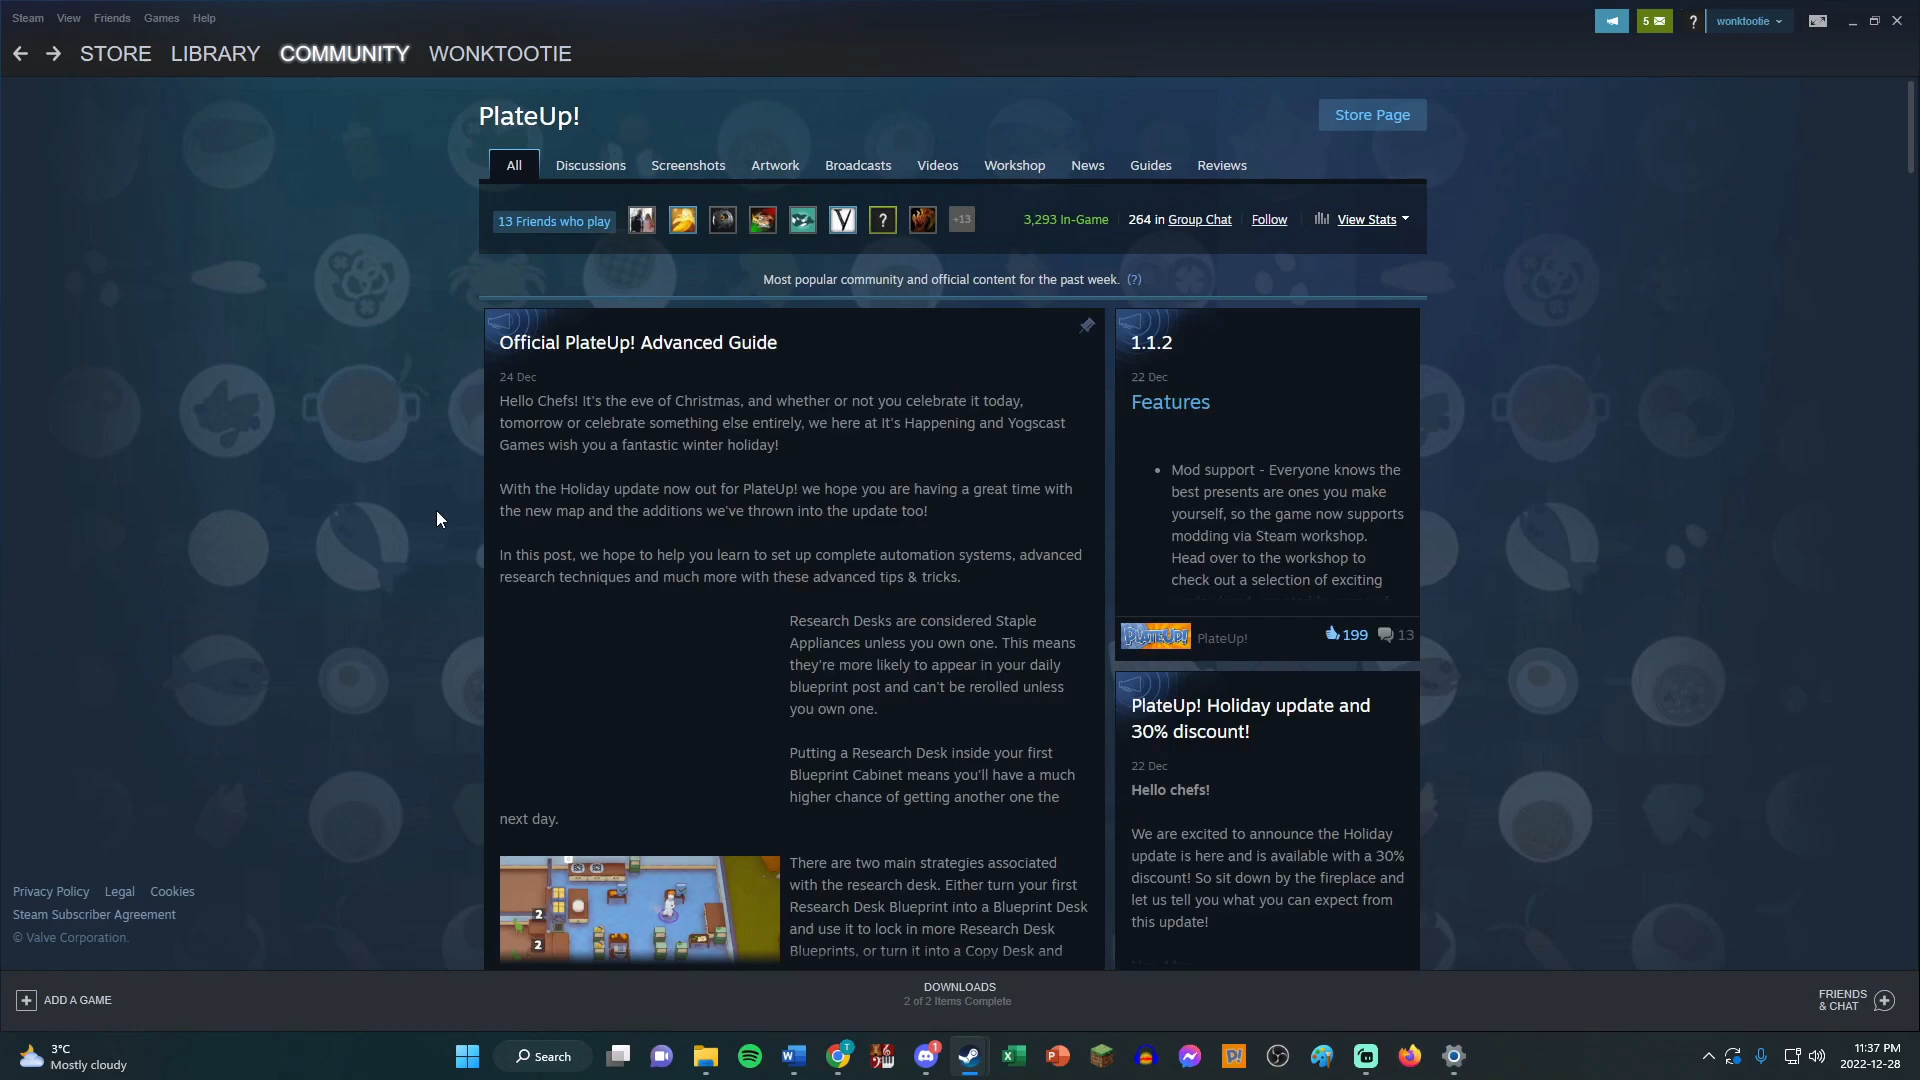 Steam View Friends Games Help
5 ? wonktootie
STORE LIBRARY COMMUNITY WONKTOOTIE
PlateUp!
Store Page
All Discussions Screenshots Artwork Broadcasts Videos Workshop News Guides Reviews
13 Friends who play V ? +13 3,293 In-Game 264 in Group Chat Follow View Stats
Most popular community and official content for the past week. (?)
Official PlateUp! Advanced Guide
24 Dec
Hello Chefs! It's the eve of Christmas, and whether or not you celebrate it today,
tomorrow or celebrate something else entirely, we here at It's Happening and Yogscast
Games wish you a fantastic winter holiday!
With the Holiday update now out for PlateUp! we hope you are having a great time with
the new map and the additions we've thrown into the update too!
In this post, we hope to help you learn to set up complete automation systems, advanced
research techniques and much more with these advanced tips & tricks.
Research Desks are considered Staple
Appliances unless you own one. This means
they're more likely to appear in your daily
blueprint post and can't be rerolled unless
you own one.
Putting a Research Desk inside your first
Blueprint Cabinet means you'll have a much
higher chance of getting another one the
next day.
2
2
There are two main strategies associated
with the research desk. Either turn your first
Research Desk Blueprint into a Blueprint Desk
and use it to lock in more Research Desk
Blueprints, or turn it into a Copy Desk and
1.1.2
22 Dec
Features
• Mod support - Everyone knows the
best presents are ones you make
yourself, so the game now supports
modding via Steam workshop.
Head over to the workshop to
check out a selection of exciting
PLATEUP! PlateUp! 199 13
PlateUp! Holiday update and
30% discount!
22 Dec
Hello chefs!
We are excited to announce the Holiday
update is here and is available with a 30%
discount! So sit down by the fireplace and
let us tell you what you can expect from
this update!
Privacy Policy Legal Cookies
Steam Subscriber Agreement
© Valve Corporation.
+ ADD A GAME
DOWNLOADS
2 of 2 Items Complete
FRIENDS
& CHAT
3°C
Mostly cloudy
Search
11:37 PM
2022-12-28